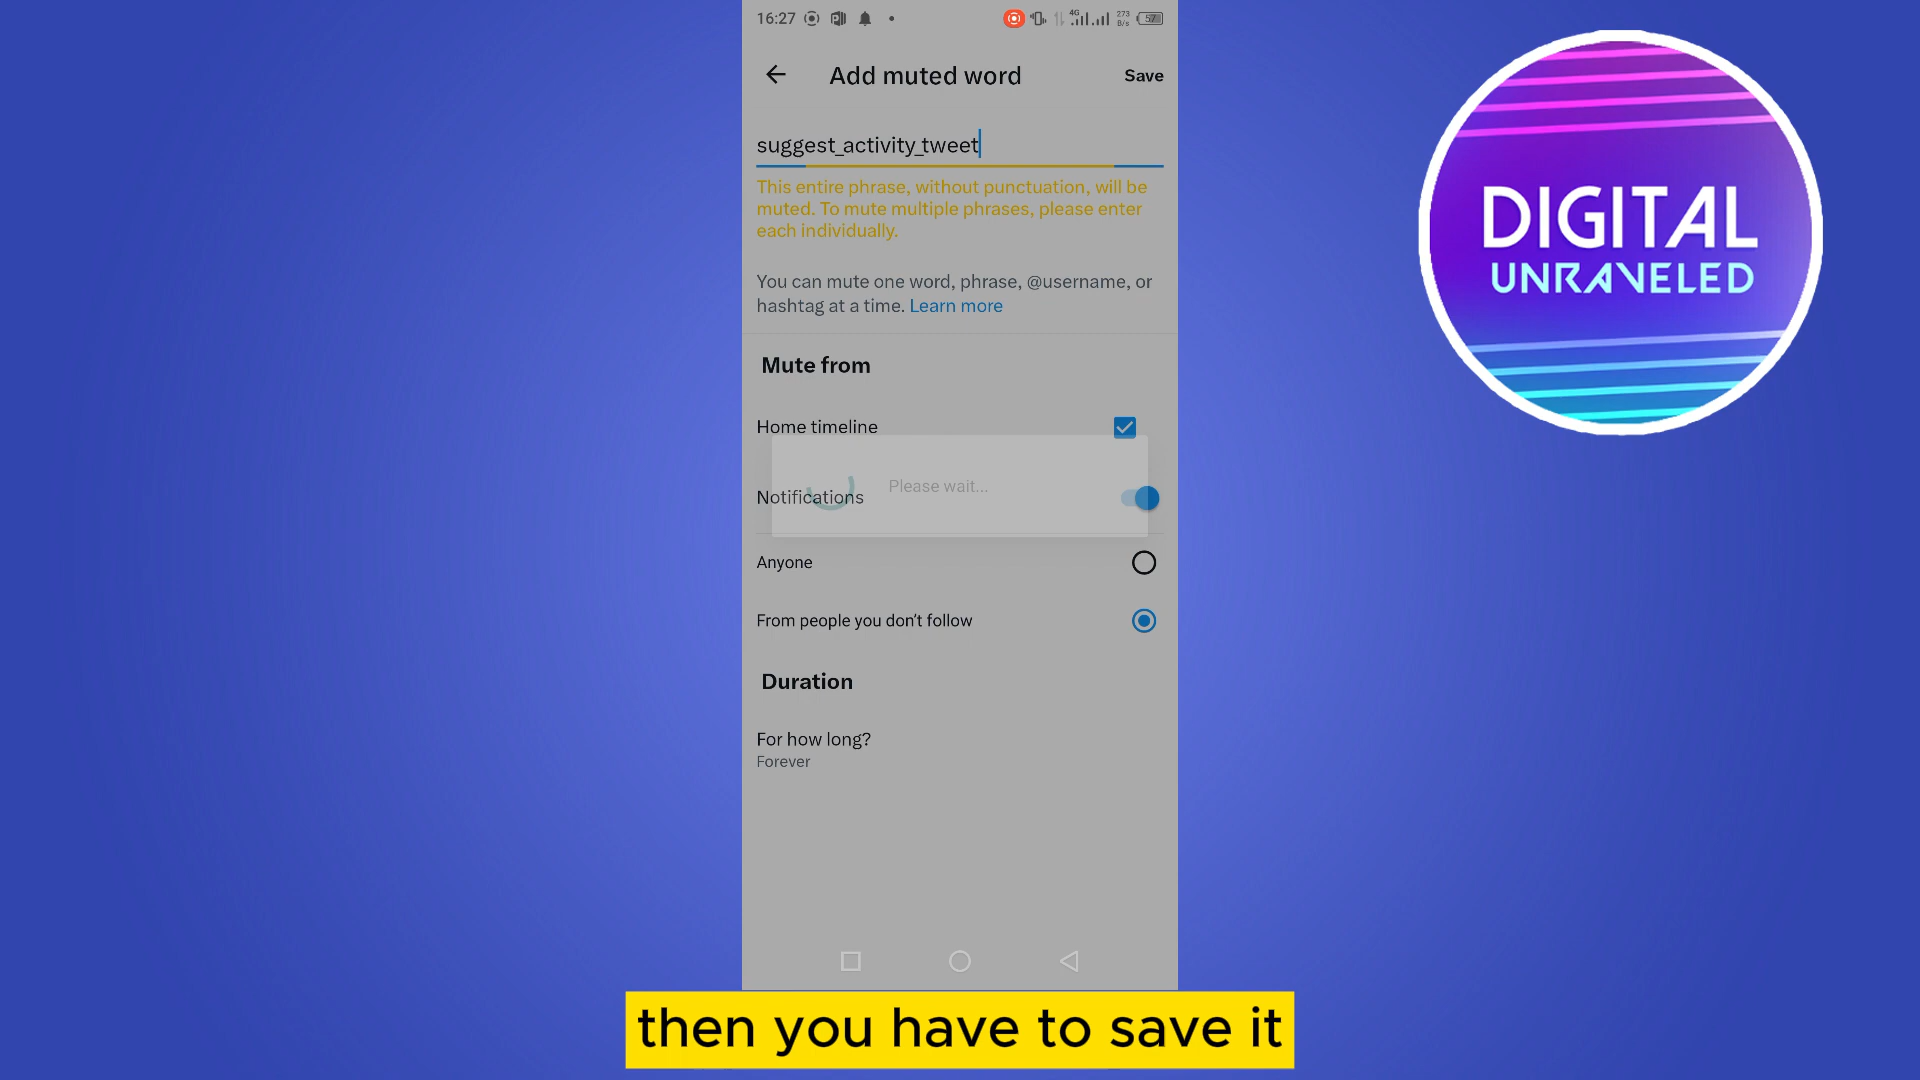 16:27
4G
273
B/s
57
Add muted word
Save
suggest_activity_tweet
This entire phrase, without punctuation, will be
muted. To mute multiple phrases, please enter
each individually.
You can mute one word, phrase, @username, or
hashtag at a time. Learn more
Mute from
Home timeline
Please wait...
Notifications
Anyone
From people you don't follow
Duration
For how long?
Forever
DIGITAL
UNRAVELED
then you have to save it